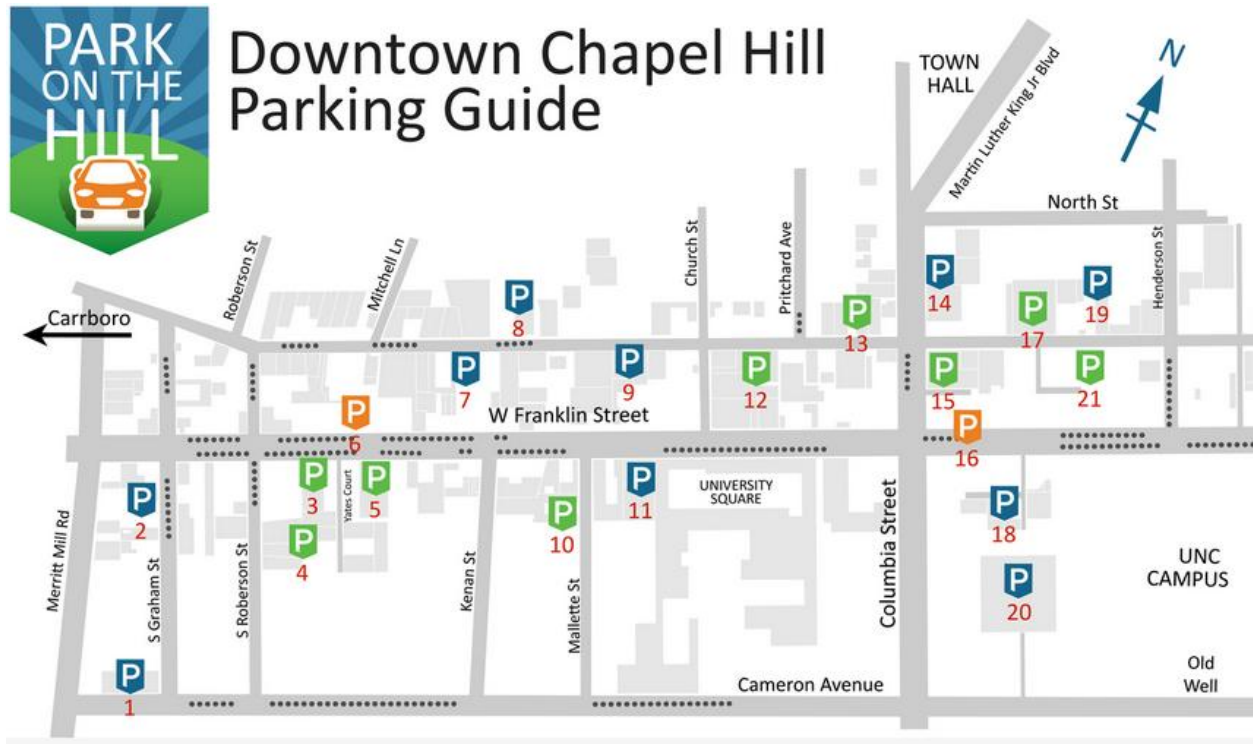 PARK
ON THE
HILL
Downtown Chapel Hill
Parking Guide
TOWN
HALL
Martin Luther King Jr Blvd
N
North St
Henderson St
Carrboro
Roberson St
Mitchell Ln
Church St
Pritchard Ave
P
8
P
14
P
17
P
19
P
13
P
7
P
9
P
12
P
15
P
21
P
6
W Franklin Street
P
16
P
2
P
3
Yates Court
P
5
P
4
P
10
P
11
UNIVERSITY
SQUARE
P
18
P
20
UNC
CAMPUS
Merritt Mill Rd
S Graham St
S Roberson St
Kenan St
Mallette St
Columbia Street
P
1
Cameron Avenue
Old
Well